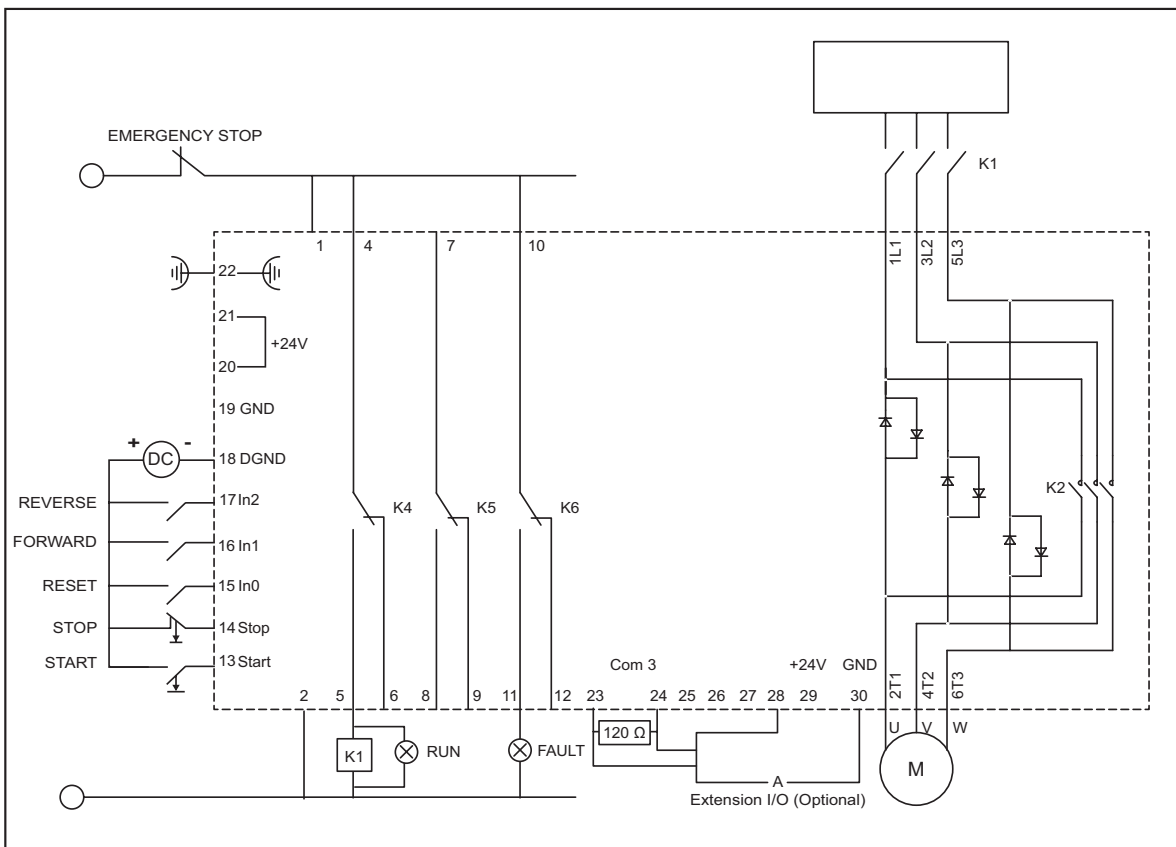 EMERGENCY STOP
K1
1 4 7 10
1L1 3L2 5L3
22
21
+24V
20
19 GND
+ -
DC
18 DGND
REVERSE
17 In2
FORWARD
16 In1
RESET
15 In0
STOP
14 Stop
START
13 Start
K4 K5 K6
K2
Com 3 +24V GND
2T1 4T2 6T3
2 5 6 8 9 11 12 23 24 25 26 27 28 29 30
120 Ω
U V W
K1
RUN
FAULT
M
A
Extension I/O (Optional)